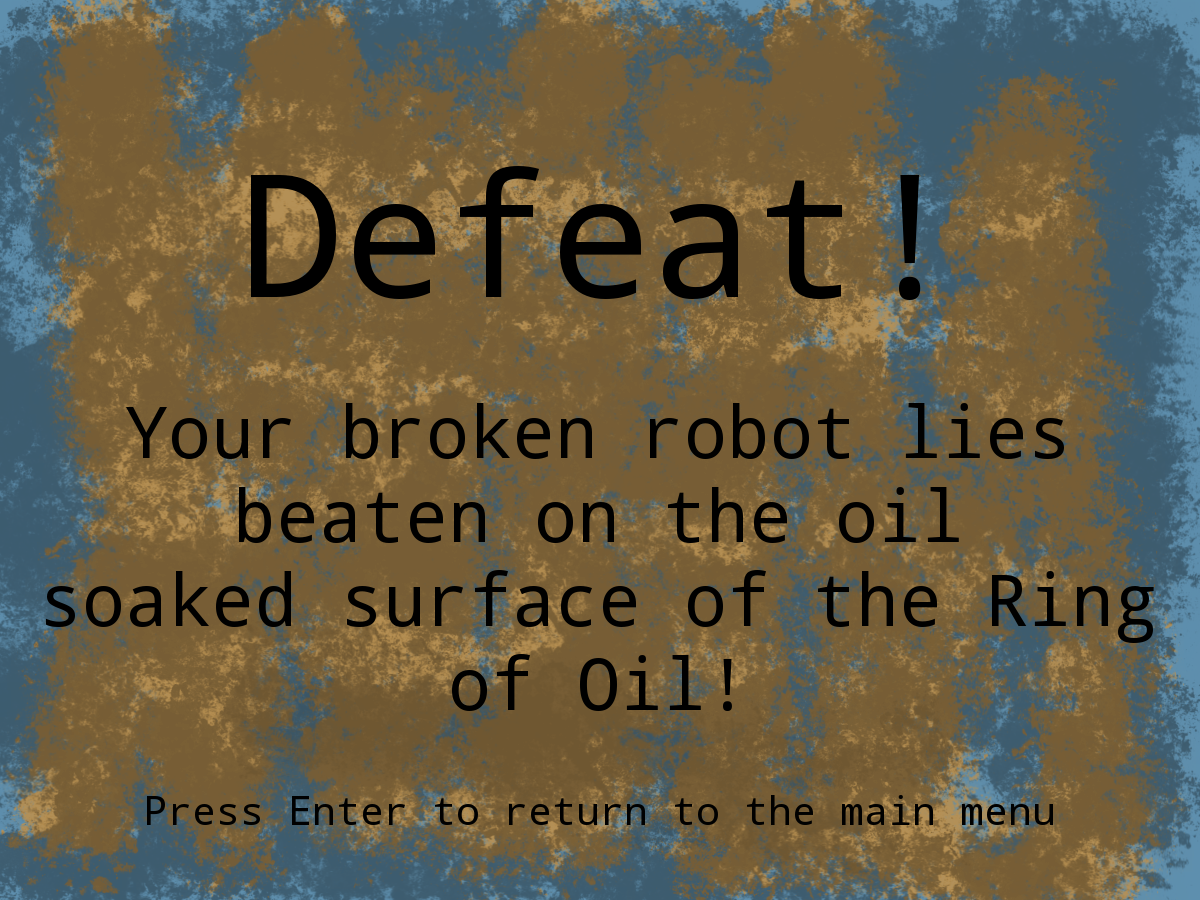 Defeat!
Your broken robot lies
beaten on the oil
soaked surface of the Ring
of Oil!
Press Enter to return to the main menu